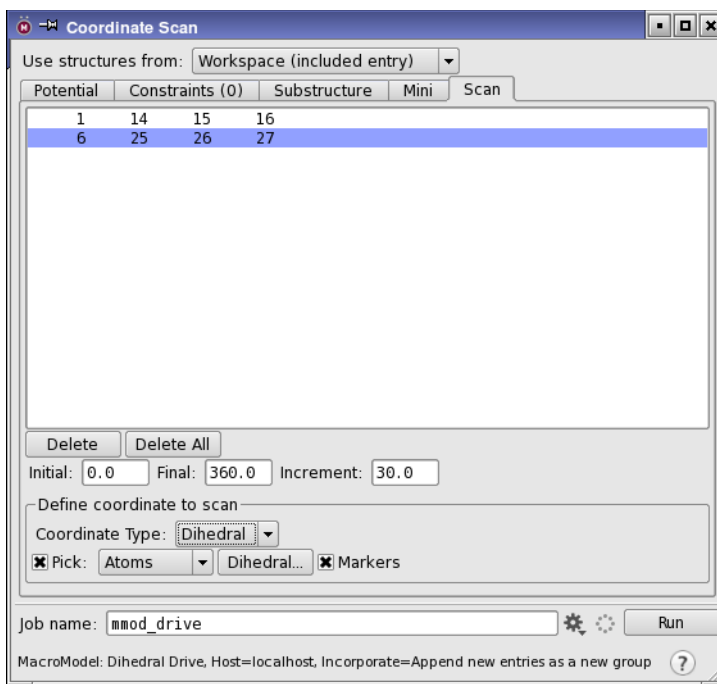 Coordinate Scan
Use structures from: Workspace (included entry)
Potential Constraints (0) Substructure Mini Scan
1 14 15 16
6 25 26 27
Delete Delete All
Initial: 0.0 Final: 360.0 Increment: 30.0
Define coordinate to scan
Coordinate Type: Dihedral
Pick: Atoms Dihedral... Markers
Job name: mmod_drive Run
MacroModel: Dihedral Drive, Host=localhost, Incorporate=Append new entries as a new group ?